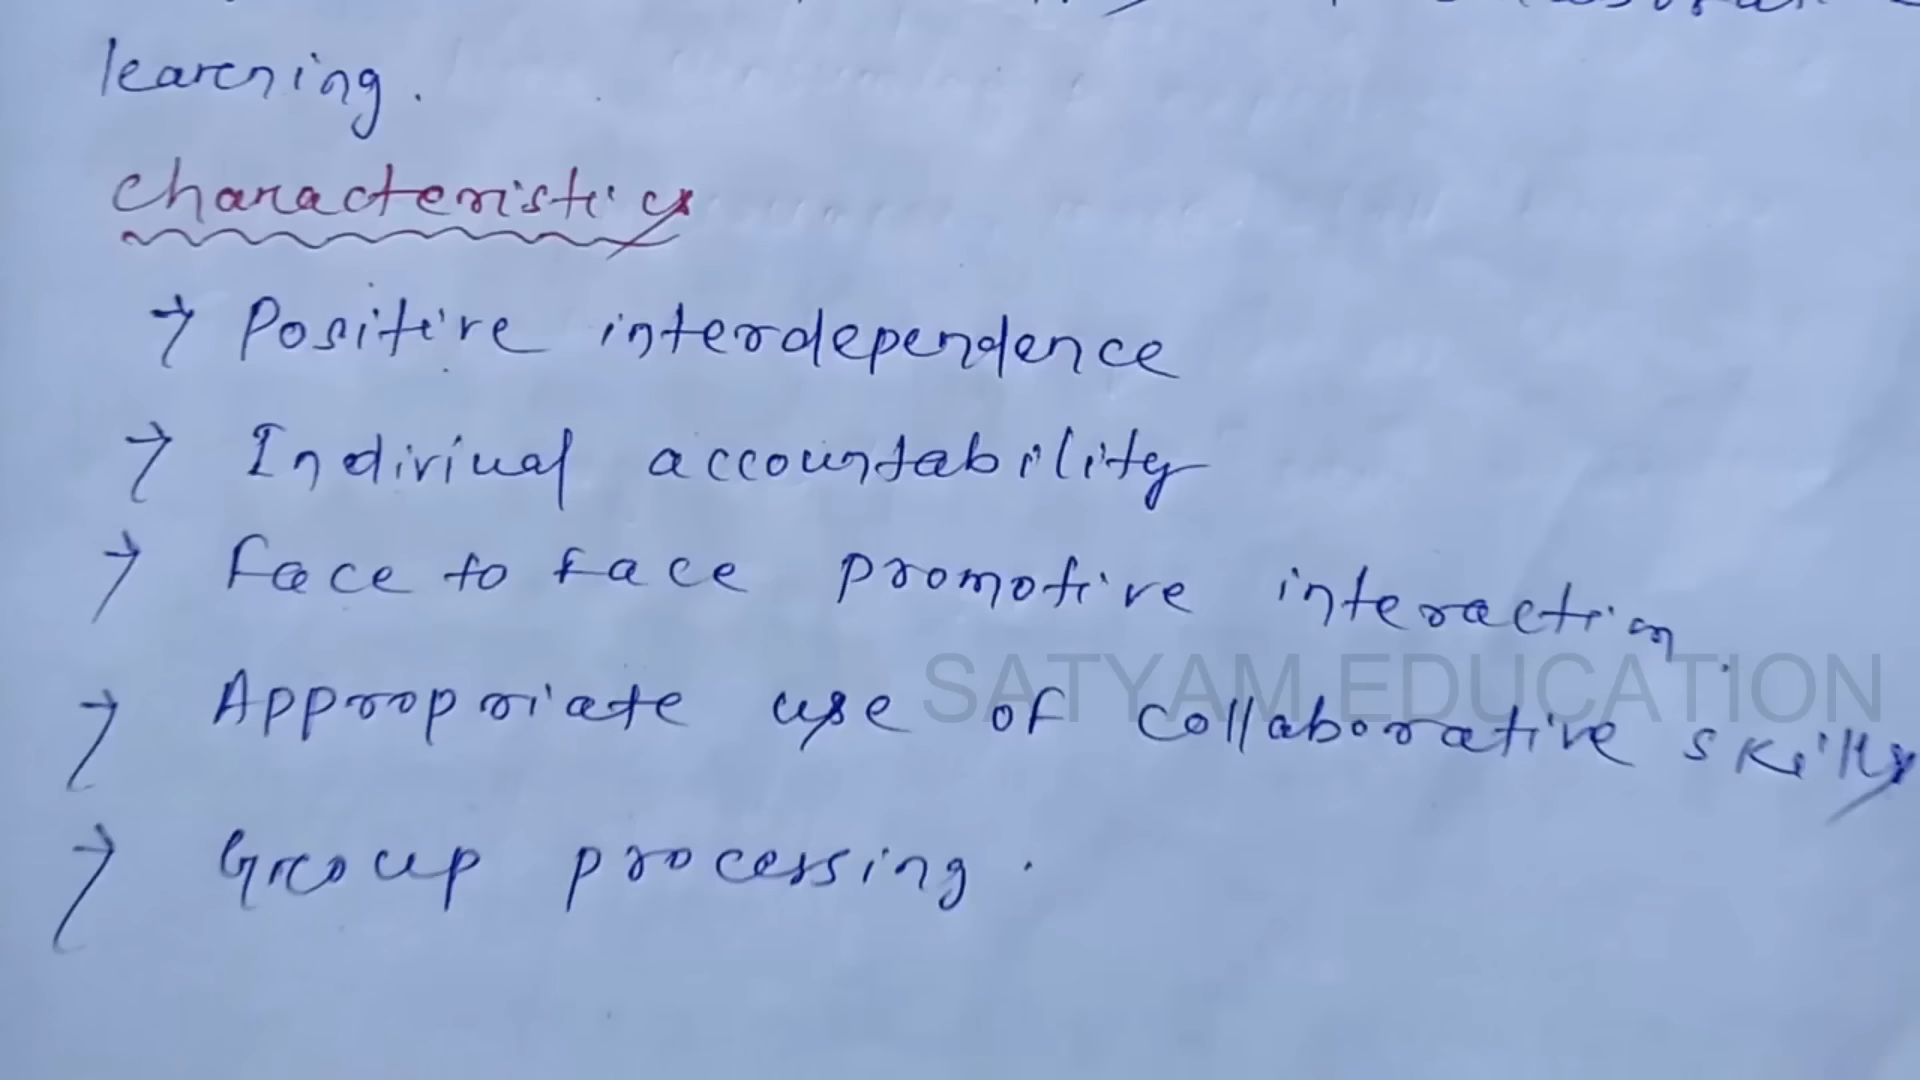 learning.
characteristics
→ Positive interdependence
→ Indiviual accountability
→ Face to face promotive interaction.
SATYAM EDUCATION
→ Appropriate use of collaborative skills
→ Group processing.